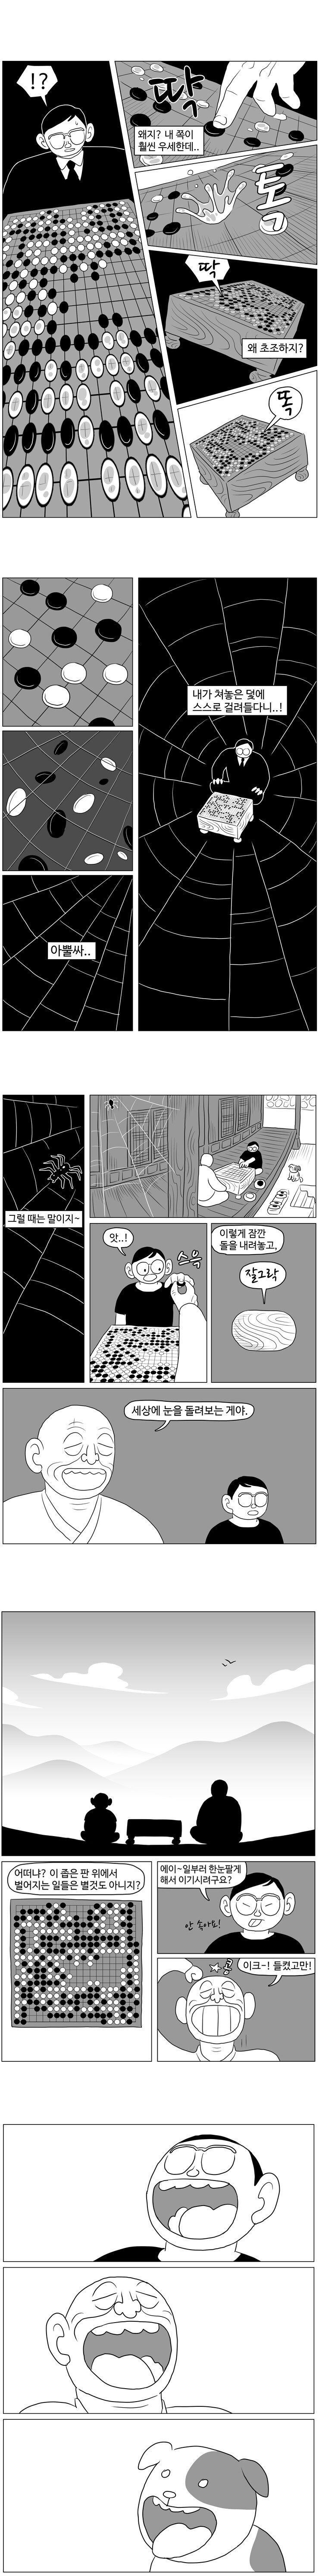 !?
딱
왜지? 내 쪽이
훨씬 우세한데..
톡
딱
왜 초조하지?
똑
내가 쳐놓은 덫에
스스로 걸려들다니..!
아뿔싸..
그럴 때는 말이지~
앗..!
스윽
이렇게 잠깐
돌을 내려놓고,
잘그락
세상에 눈을 돌려보는 게야.
어떠냐? 이 좁은 판 위에서
벌어지는 일들은 별것도 아니지?
에이~일부러 한눈팔게
해서 이기시려구요?
안 속아요!
콩
이크-! 들켰고만!